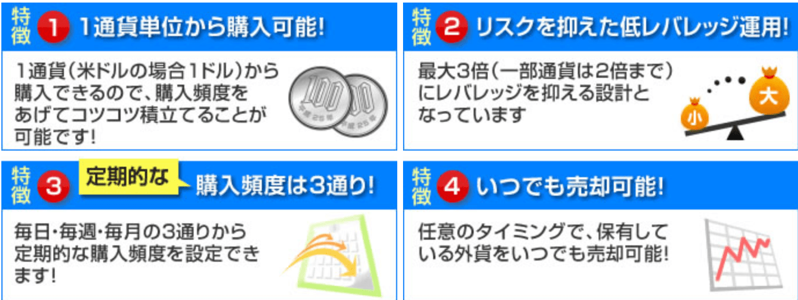 特徴 1 1通貨単位から購入可能!
1通貨(米ドルの場合1ドル)から
購入できるので、購入頻度を
あげてコツコツ積立てることが
可能です!
100
特徴 2 リスクを抑えた低レバレッジ運用!
最大3倍(一部通貨は2倍まで)
にレバレッジを抑える設計と
なっています
小
大
特徴 3 定期的な 購入頻度は3通り!
毎日・毎週・毎月の3通りから
定期的な購入頻度を設定でき
ます!
特徴 4 いつでも売却可能!
任意のタイミングで、保有して
いる外貨をいつでも売却可能!